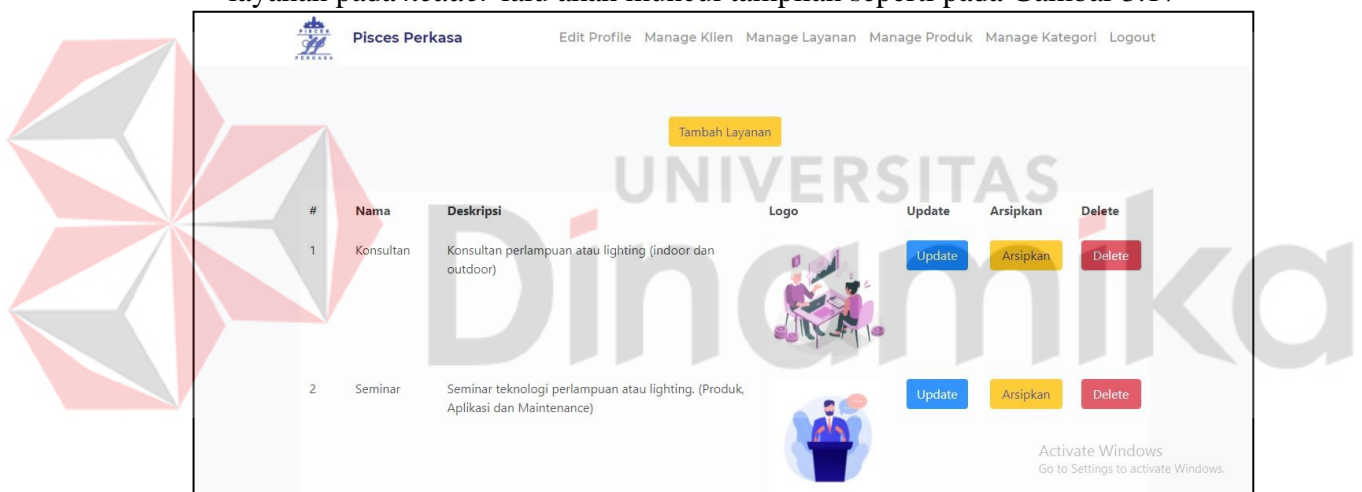 layanan pada header lalu akan muncul tampilan seperti pada Gambar 3.17
PISCES
PERKASA
Pisces Perkasa
Edit Profile Manage Klien Manage Layanan Manage Produk Manage Kategori Logout
Tambah Layanan
UNIVERSITAS
Dinamika
# Nama Deskripsi Logo Update Arsipkan Delete
1 Konsultan Konsultan perlampuan atau lighting (indoor dan
outdoor)
Update Arsipkan Delete
2 Seminar Seminar teknologi perlampuan atau lighting. (Produk,
Aplikasi dan Maintenance)
Update Arsipkan Delete
Activate Windows
Go to Settings to activate Windows.